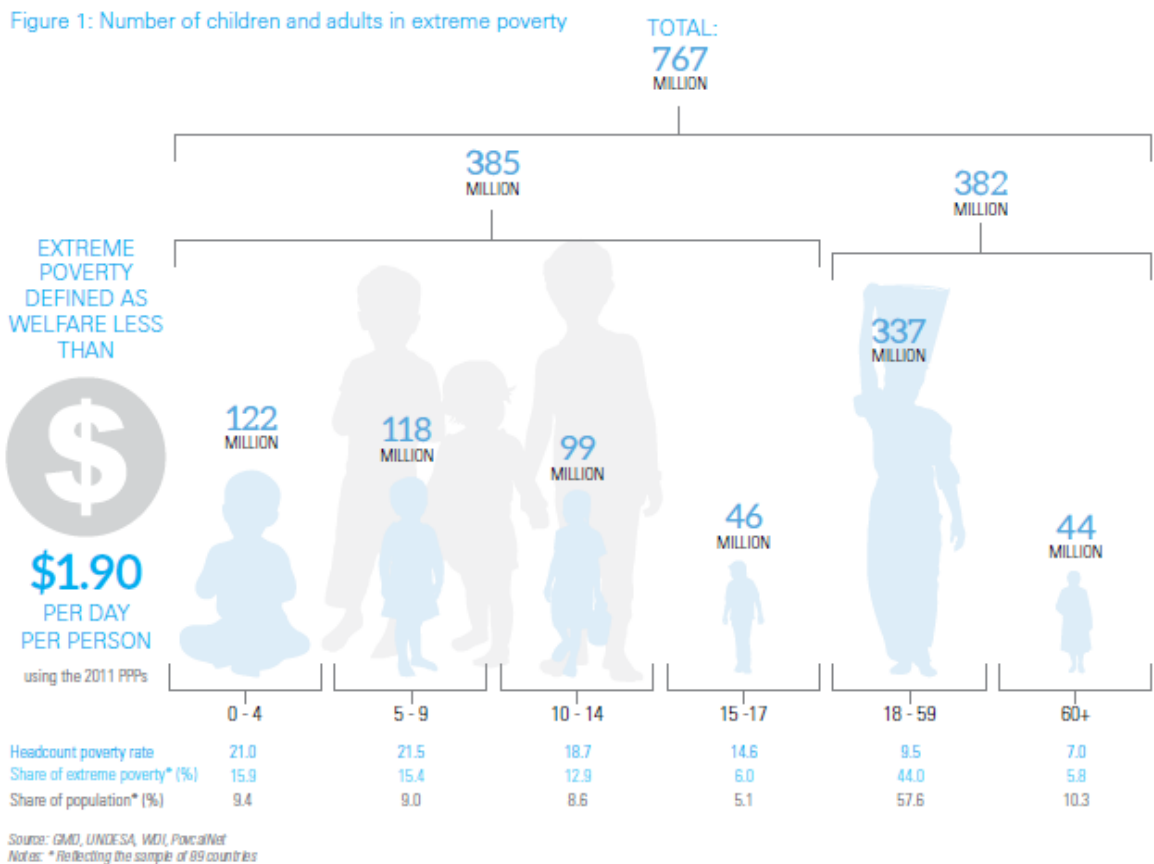 Figure 1: Number of children and adults in extreme poverty
TOTAL:
767
MILLION
385
MILLION
382
MILLION
EXTREME
POVERTY
DEFINED AS
WELFARE LESS
THAN
$
$1.90
PER DAY
PER PERSON
using the 2011 PPPs
122
MILLION
118
MILLION
99
MILLION
46
MILLION
337
MILLION
44
MILLION
0 - 4 5 - 9 10 - 14 15 -17 18 - 59 60+
Headcount poverty rate 21.0 21.5 18.7 14.6 9.5 7.0
Share of extreme poverty* (%) 15.9 15.4 12.9 6.0 44.0 5.8
Share of population* (%) 9.4 9.0 8.6 5.1 57.6 10.3
Source: GMD, UNDESA, WDI, PovcalNet
Notes: * Reflecting the sample of 89 countries